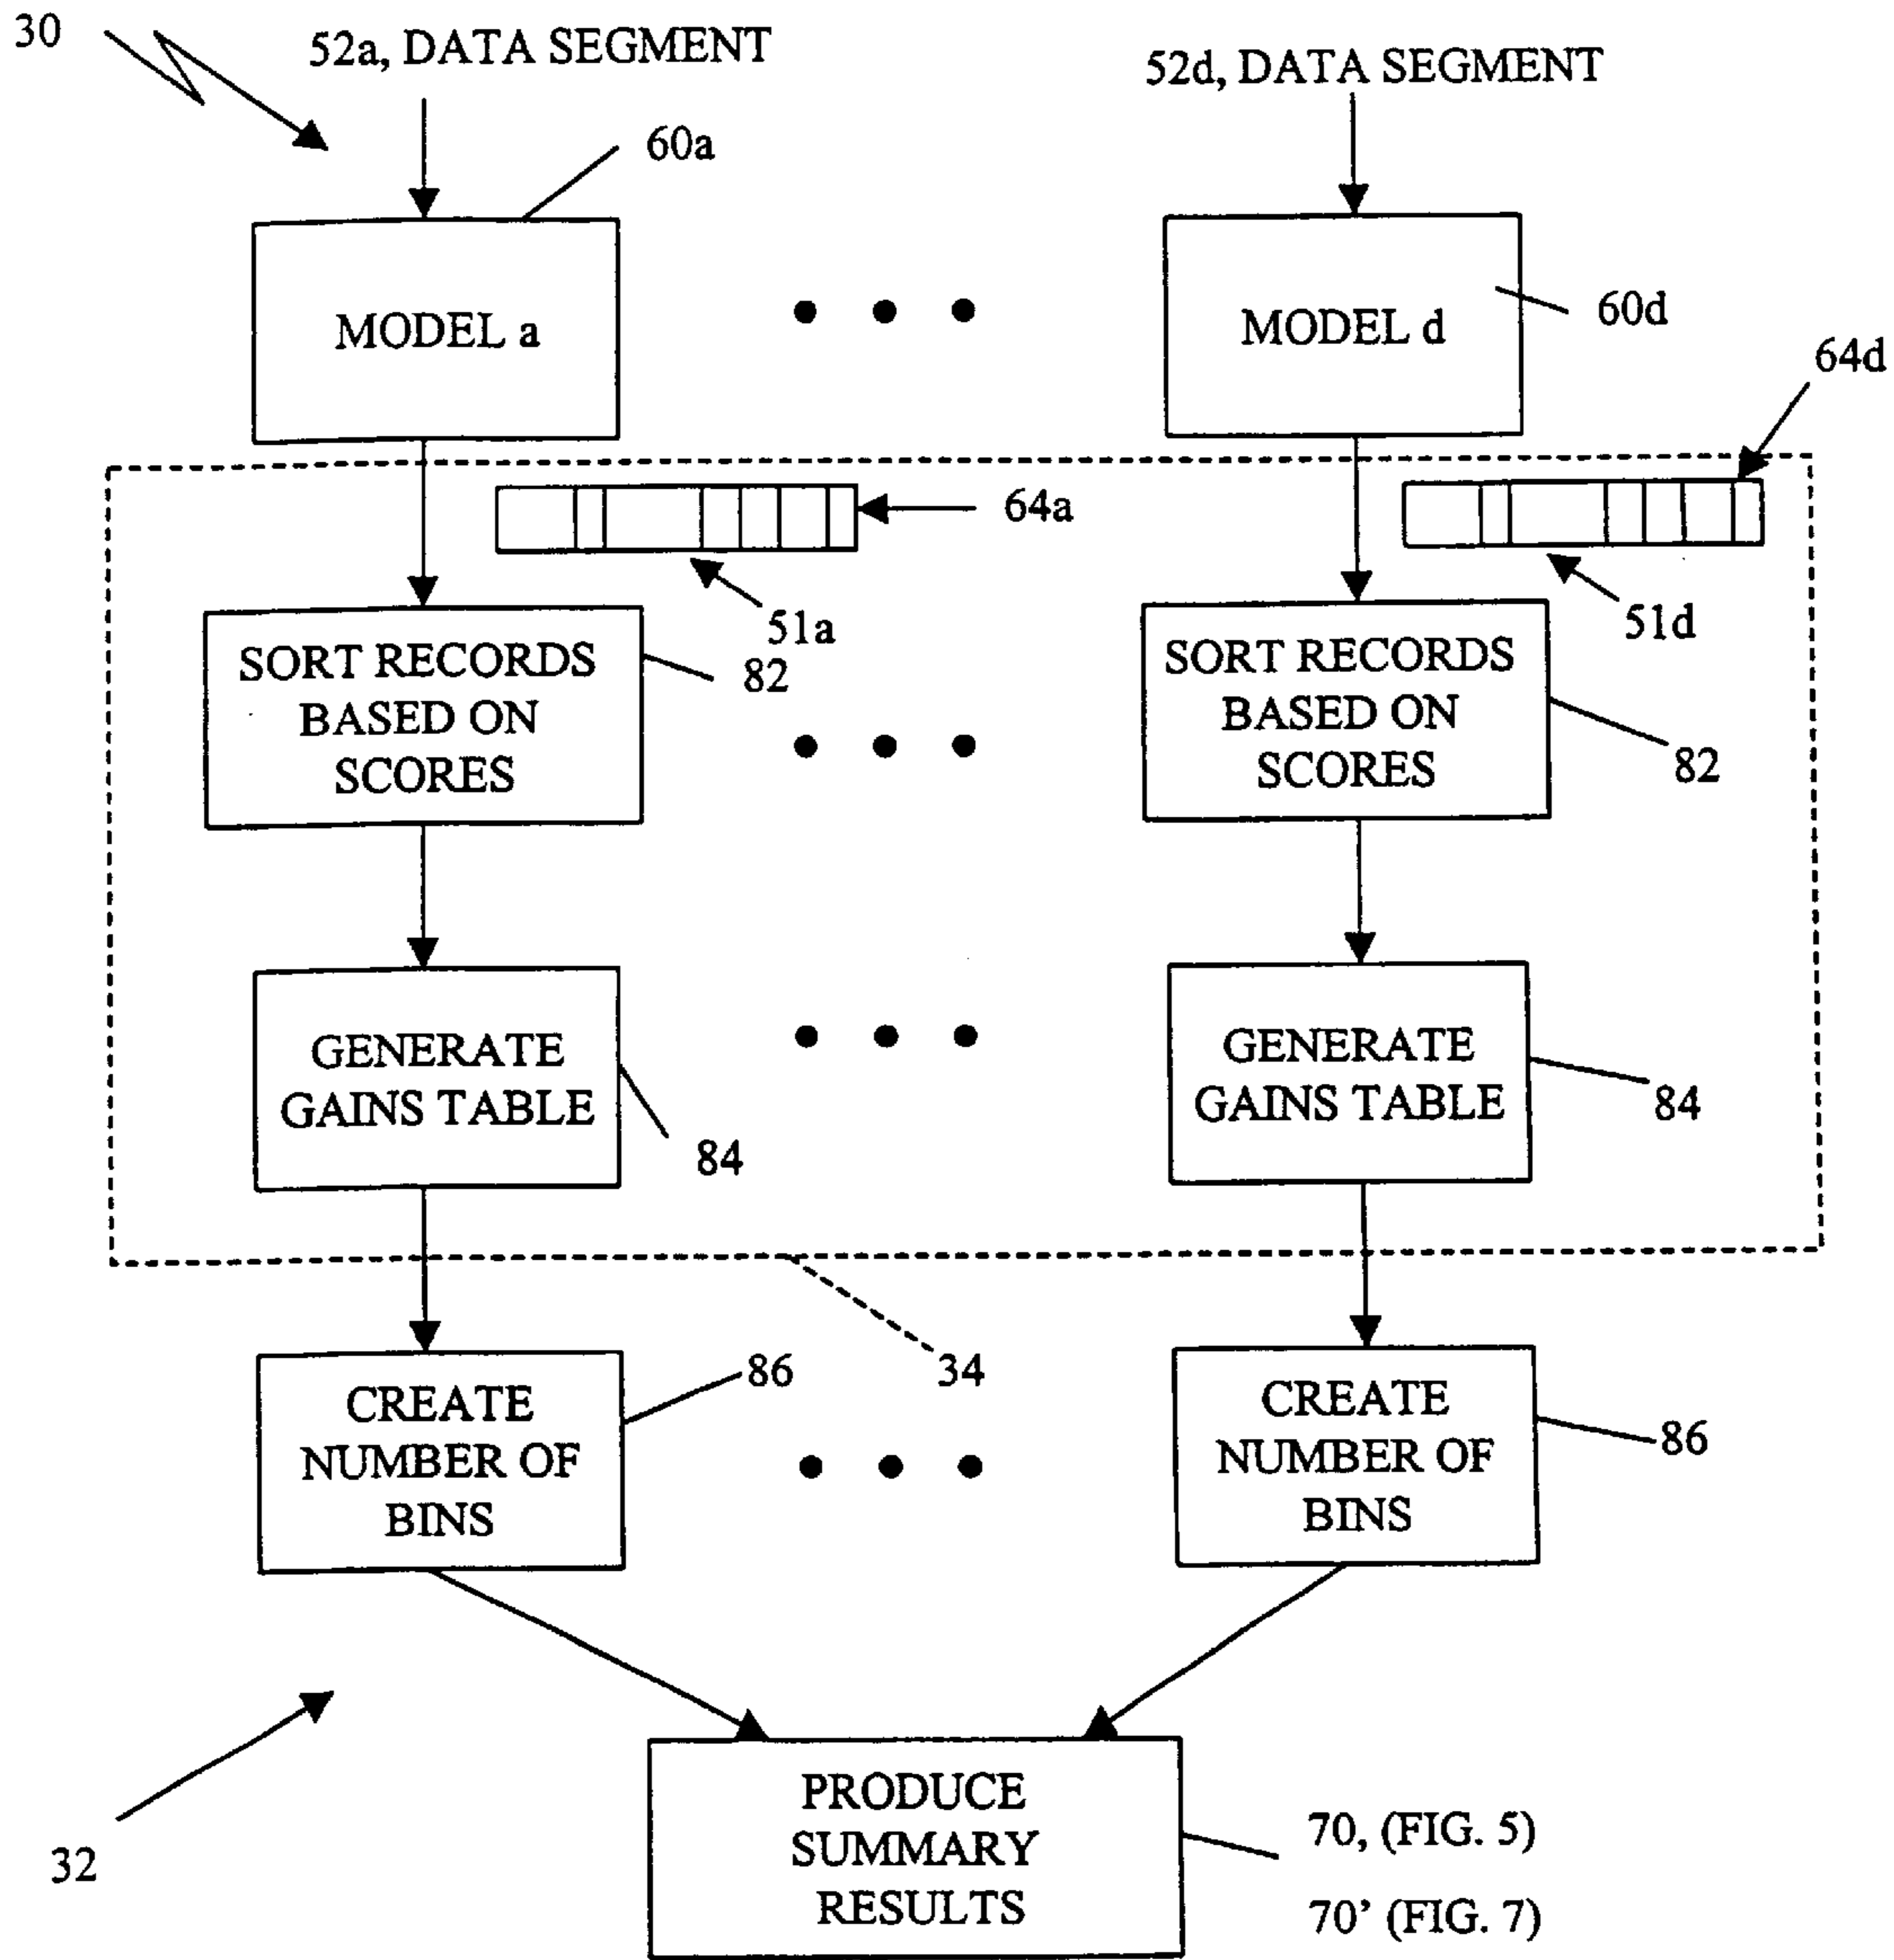 30
52a, DATA SEGMENT
52d, DATA SEGMENT
60a
MODEL a
MODEL d
60d
64d
64a
51a
51d
SORT RECORDS
BASED ON
SCORES
82
SORT RECORDS
BASED ON
SCORES
82
GENERATE
GAINS TABLE
84
GENERATE
GAINS TABLE
84
34
CREATE
NUMBER OF
BINS
86
CREATE
NUMBER OF
BINS
86
32
PRODUCE
SUMMARY
RESULTS
70, (FIG. 5)
70’ (FIG. 7)